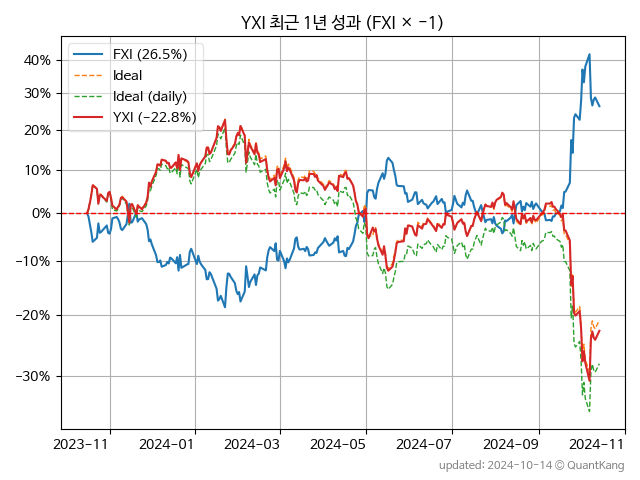 YXI 최근 1년 성과 (FXI × -1)
FXI (26.5%)
Ideal
Ideal (daily)
YXI (-22.8%)
40%
30%
20%
10%
0%
-10%
-20%
-30%
2023-11 2024-01 2024-03 2024-05 2024-07 2024-09 2024-11
updated: 2024-10-14 © QuantKang